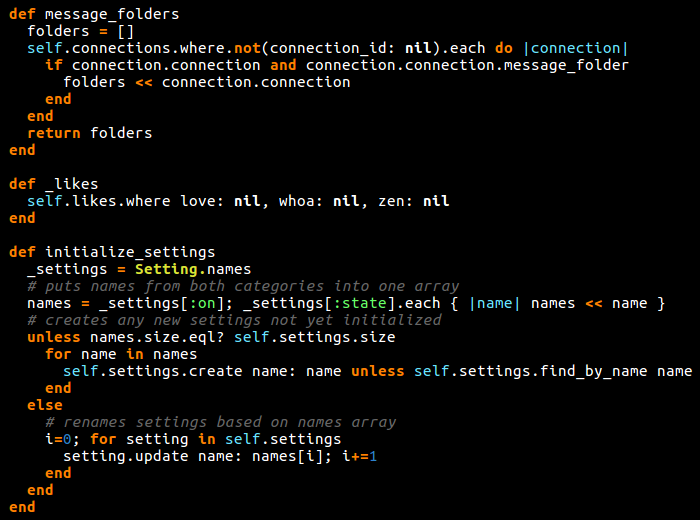 def message_folders
  folders = []
  self.connections.where.not(connection_id: nil).each do |connection|
    if connection.connection and connection.connection.message_folder
      folders << connection.connection
    end
  end
  return folders
end

def _likes
  self.likes.where love: nil, whoa: nil, zen: nil
end

def initialize_settings
  _settings = Setting.names
  # puts names from both categories into one array
  names = _settings[:on]; _settings[:state].each { |name| names << name }
  # creates any new settings not yet initialized
  unless names.size.eql? self.settings.size
    for name in names
      self.settings.create name: name unless self.settings.find_by_name name
    end
  else
    # renames settings based on names array
    i=0; for setting in self.settings
      setting.update name: names[i]; i+=1
    end
  end
end